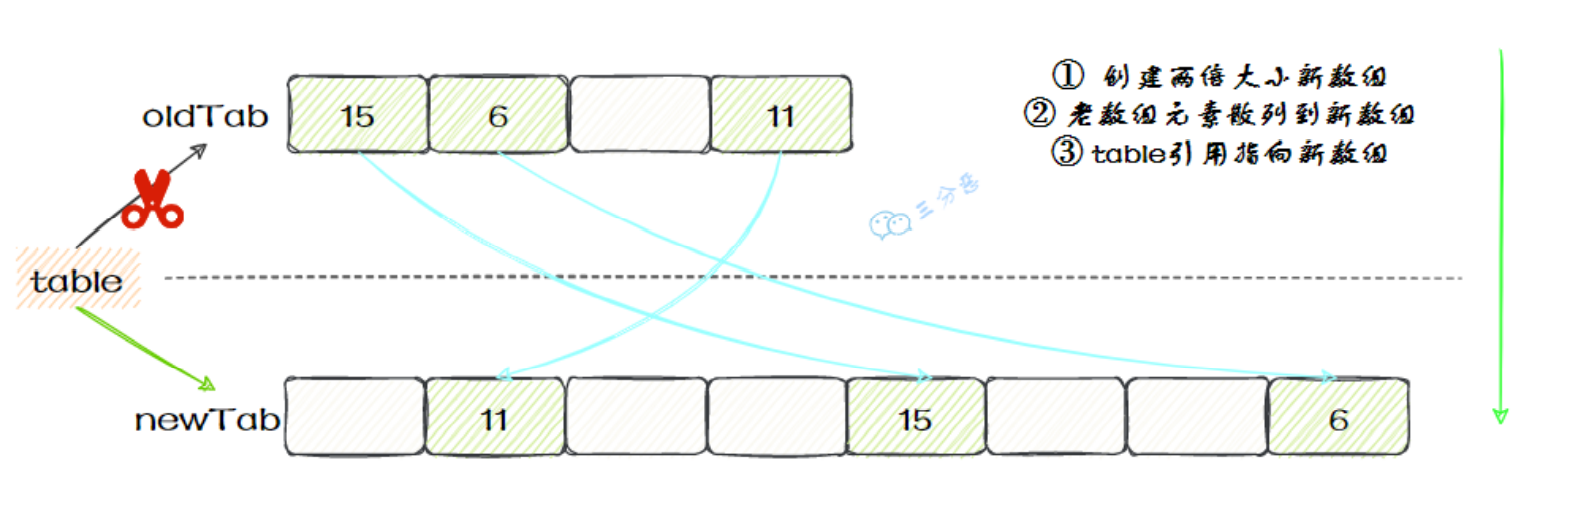 ① 创建两倍大小新数组
oldTab 15 6 11
② 老数组元素散列到新数组
③ table引用指向新数组
三分恶
table
newTab 11 15 6